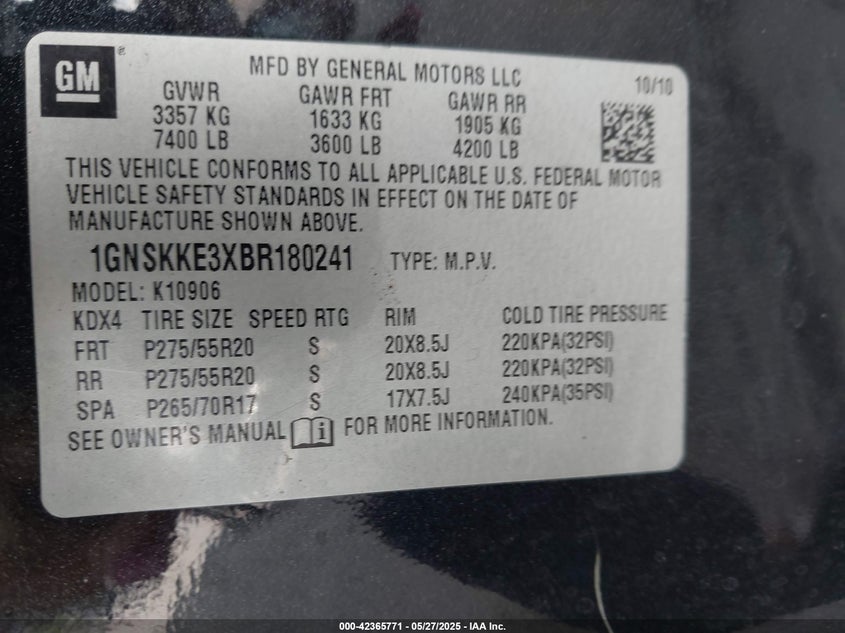 GM
MFD BY GENERAL MOTORS LLC 10/10
GVWR GAWR FRT GAWR RR
3357 KG 1633 KG 1905 KG
7400 LB 3600 LB 4200 LB
THIS VEHICLE CONFORMS TO ALL APPLICABLE U.S. FEDERAL MOTOR
VEHICLE SAFETY STANDARDS IN EFFECT ON THE DATE OF
MANUFACTURE SHOWN ABOVE.
1GNSKKE3XBR180241 TYPE: M.P.V.
MODEL: K10906
KDX4 TIRE SIZE SPEED RTG RIM COLD TIRE PRESSURE
FRT P275/55R20 S 20X8.5J 220KPA(32PSI)
RR P275/55R20 S 20X8.5J 220KPA(32PSI)
SPA P265/70R17 S 17X7.5J 240KPA(35PSI)
SEE OWNER'S MANUAL i FOR MORE INFORMATION.
000-42365771 - 05/27/2025 - IAA Inc.